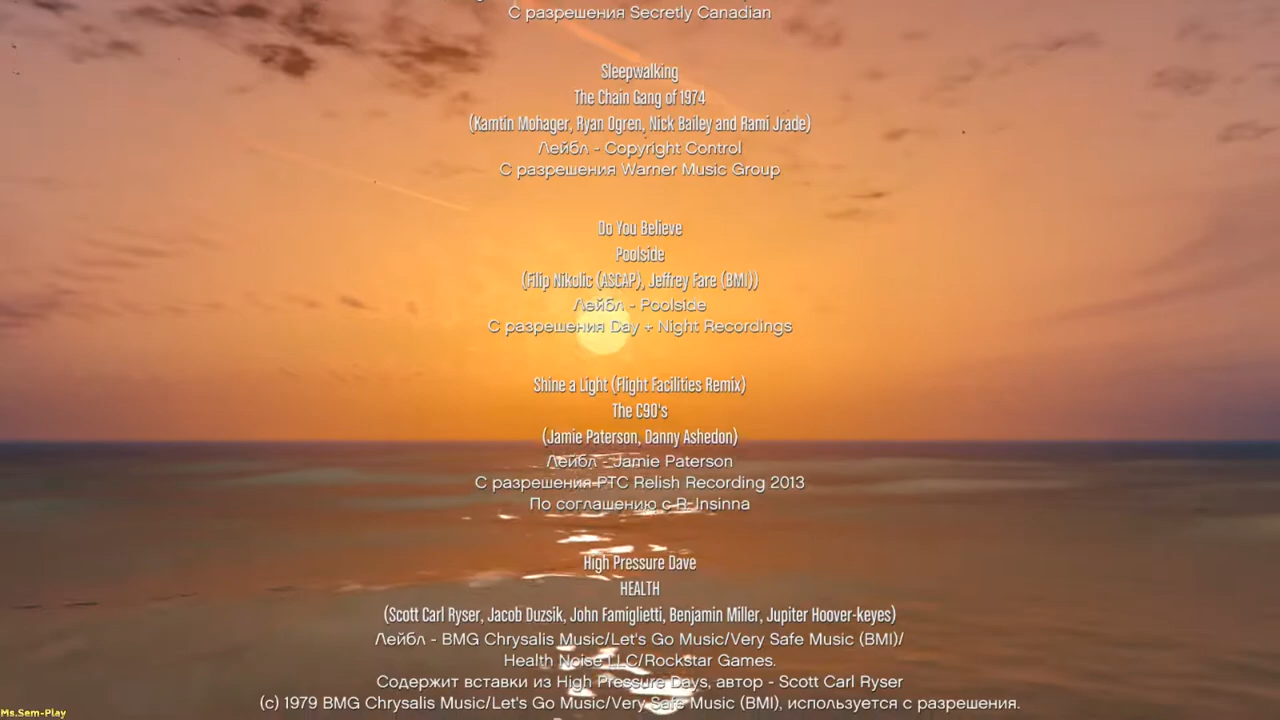 С разрешения Secretly Canadian
Sleepwalking
The Chain Gang of 1974
(Kamtin Mohager, Ryan Ogren, Nick Bailey and Rami Jrade)
Лейбл - Copyright Control
С разрешения Warner Music Group
Do You Believe
Poolside
(Filip Nikolic (ASCAP), Jeffrey Fare (BMI))
Лейбл - Poolside
С разрешения Day + Night Recordings
Shine a Light (Flight Facilities Remix)
The C90's
(Jamie Paterson, Danny Ashedon)
Лейбл - Jamie Paterson
С разрешения PTC Relish Recording 2013
По соглашению с R. Insinna
High Pressure Dave
HEALTH
(Scott Carl Ryser, Jacob Duzsik, John Famiglietti, Benjamin Miller, Jupiter Hoover-keyes)
Лейбл - BMG Chrysalis Music/Let's Go Music/Very Safe Music (BMI)/
Health Noise LLC/Rockstar Games.
Содержит вставки из High Pressure Days, автор - Scott Carl Ryser
(c) 1979 BMG Chrysalis Music/Let's Go Music/Very Safe Music (BMI), используется с разрешения.
Ms.Sem-Play